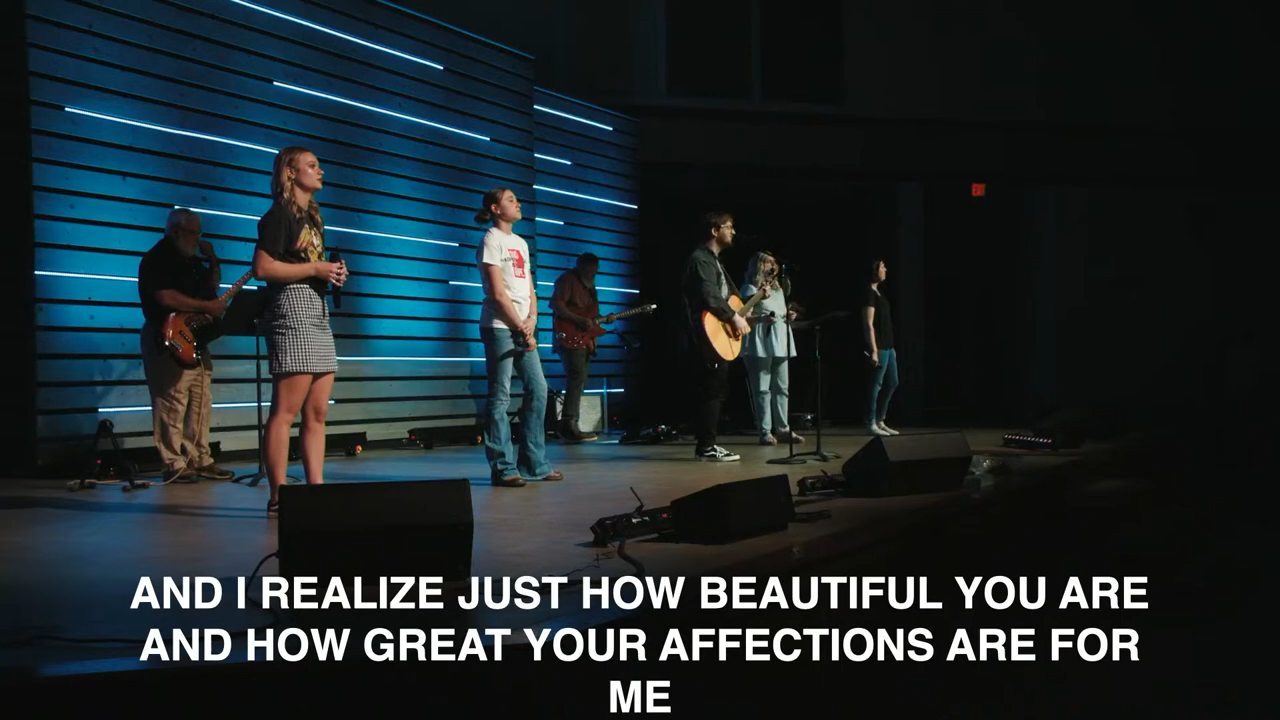 AND I REALIZE JUST HOW BEAUTIFUL YOU ARE
AND HOW GREAT YOUR AFFECTIONS ARE FOR
ME